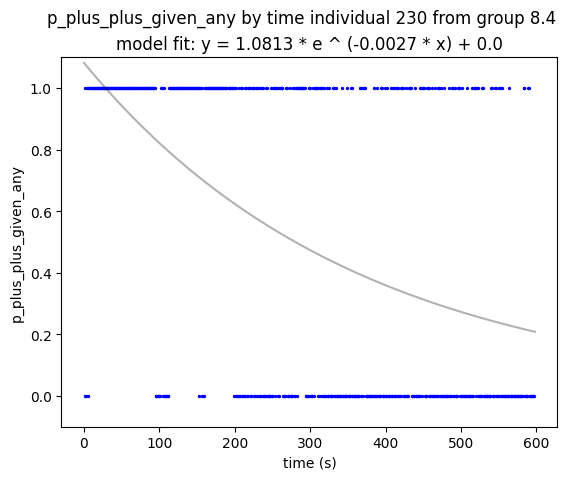 p_plus_plus_given_any by time individual 230 from group 8.4
model fit: y = 1.0813 * e ^ (-0.0027 * x) + 0.0
1.0
0.8
0.6
0.4
0.2
0.0
p_plus_plus_given_any
0 100 200 300 400 500 600
time (s)